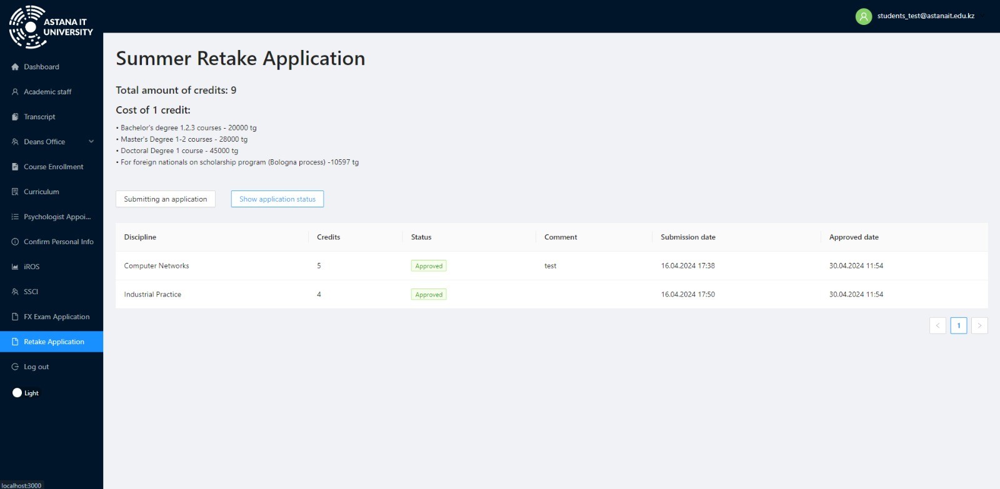 ASTANA IT
UNIVERSITY
students_test@astanait.edu.kz
Dashboard
Academic staff
Transcript
Deans Office
Course Enrollment
Curriculum
Psychologist Appoi...
Confirm Personal Info
iROS
SSCI
FX Exam Application
Retake Application
Log out
Light
Summer Retake Application
Total amount of credits: 9
Cost of 1 credit:
• Bachelor's degree 1,2,3 courses - 20000 tg
• Master's Degree 1-2 courses - 28000 tg
• Doctoral Degree 1 course - 45000 tg
• For foreign nationals on scholarship program (Bologna process) -10597 tg
Submitting an application Show application status
Discipline Credits Status Comment Submission date Approved date
Computer Networks 5 Approved test 16.04.2024 17:38 30.04.2024 11:54
Industrial Practice 4 Approved 16.04.2024 17:50 30.04.2024 11:54
< 1 >
localhost:3000